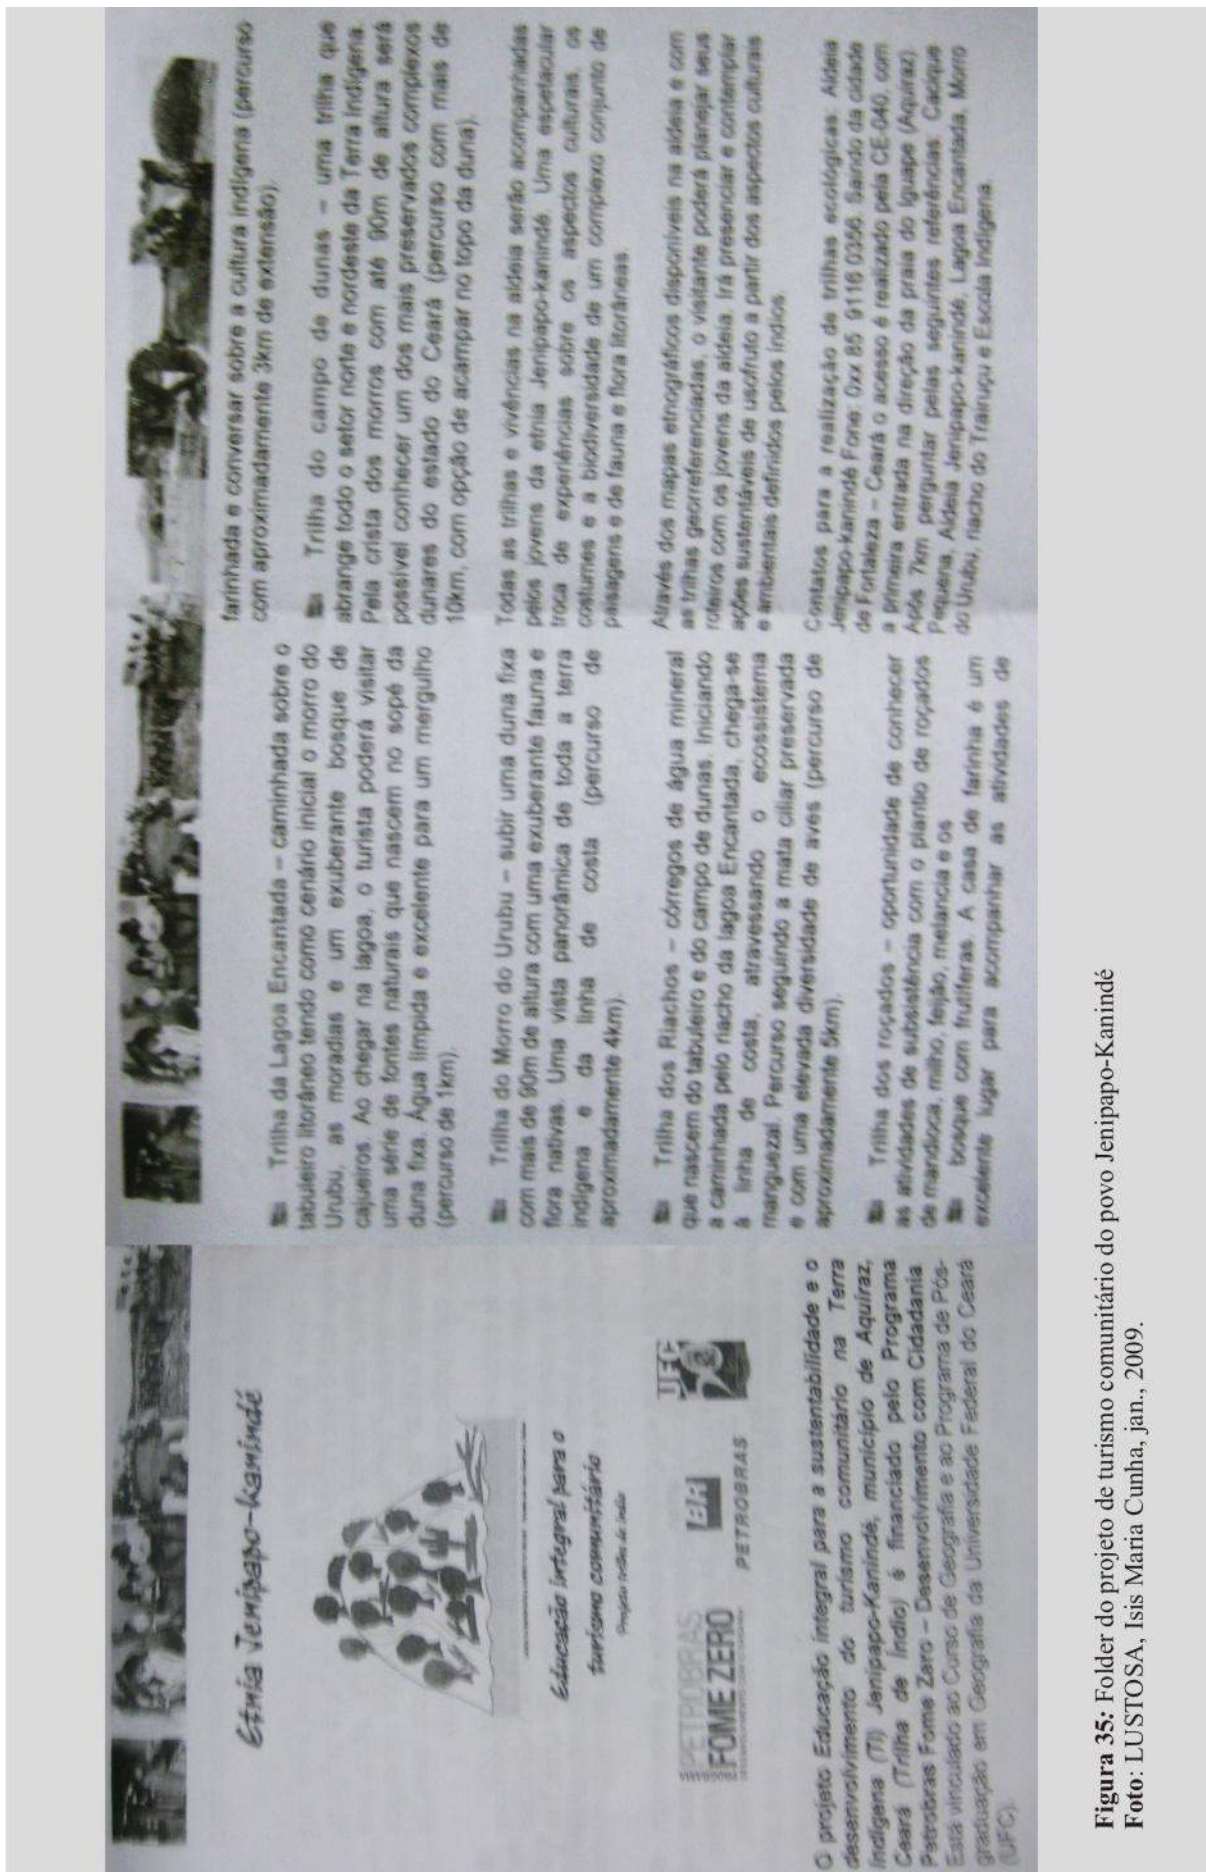 Etnia Jenipapo-kanindé
Educação integral para o
turismo comunitário
Projeto trilha de índio
PROGRAMA
PETROBRAS
FOME ZERO
DESENVOLVIMENTO COM CIDADANIA
BR
PETROBRAS
UFC
O projeto Educação integral para a sustentabilidade e o
desenvolvimento do turismo comunitário na Terra
Indígena (TI) Jenipapo-Kanindé, município de Aquiraz,
Ceará (Trilha de Índio) é financiado pelo Programa
Petrobras Fome Zero – Desenvolvimento com Cidadania.
Está vinculado ao Curso de Geografia e ao Programa de Pós-
graduação em Geografia da Universidade Federal do Ceará
(UFC).
Trilha da Lagoa Encantada – caminhada sobre o
tabuleiro litorâneo tendo como cenário inicial o morro do
Urubu, as moradias e um exuberante bosque de
cajueiros. Ao chegar na lagoa, o turista poderá visitar
uma série de fontes naturais que nascem no sopé da
duna fixa. Água límpida e excelente para um mergulho
(percurso de 1km).
Trilha do Morro do Urubu – subir uma duna fixa
com mais de 90m de altura com uma exuberante fauna e
flora nativas. Uma vista panorâmica de toda a terra
indígena e da linha de costa (percurso de
aproximadamente 4km).
Trilha dos Riachos – córregos de água mineral
que nascem do tabuleiro e do campo de dunas. Iniciando
a caminhada pelo riacho da lagoa Encantada, chega-se
à linha de costa, atravessando o ecossistema
manguezal. Percurso seguindo a mata ciliar preservada
e com uma elevada diversidade de aves (percurso de
aproximadamente 5km).
Trilha dos roçados – oportunidade de conhecer
as atividades de subsistência com o plantio de roçados
de mandioca, milho, feijão, melancia e os
bosque com frutíferas. A casa de farinha é um
excelente lugar para acompanhar as atividades de
farinhada e conversar sobre a cultura indígena (percurso
com aproximadamente 3km de extensão).
Trilha do campo de dunas – uma trilha que
abrange todo o setor norte e nordeste da Terra Indígena.
Pela crista dos morros com até 90m de altura será
possível conhecer um dos mais preservados complexos
dunares do estado do Ceará (percurso com mais de
10km, com opção de acampar no topo da duna).
Todas as trilhas e vivências na aldeia serão acompanhadas
pelos jovens da etnia Jenipapo-kanindé. Uma espetacular
troca de experiências sobre os aspectos culturais, os
costumes e a biodiversidade de um complexo conjunto de
paisagens e de fauna e flora litorâneas.
Através dos mapas etnográficos disponíveis na aldeia e com
as trilhas georreferenciadas, o visitante poderá planejar seus
roteiros com os jovens da aldeia. Irá presenciar e contemplar
ações sustentáveis de usofruto a partir dos aspectos culturais
e ambientais definidos pelos índios.
Contatos para a realização de trilhas ecológicas: Aldeia
Jenipapo-kanindé Fone: 0xx 85 9116 0356. Saindo da cidade
de Fortaleza – Ceará o acesso é realizado pela CE-040, com
a primeira entrada na direção da praia do Iguape (Aquiraz).
Após 7km perguntar pelas seguintes referências: Cacique
Pequena, Aldeia Jenipapo-kanindé, Lagoa Encantada, Morro
do Urubu, riacho do Trairuçu e Escola Indígena.
Figura 35: Folder do projeto de turismo comunitário do povo Jenipapo-Kanindé
Foto: LUSTOSA, Isis Maria Cunha, jan., 2009.